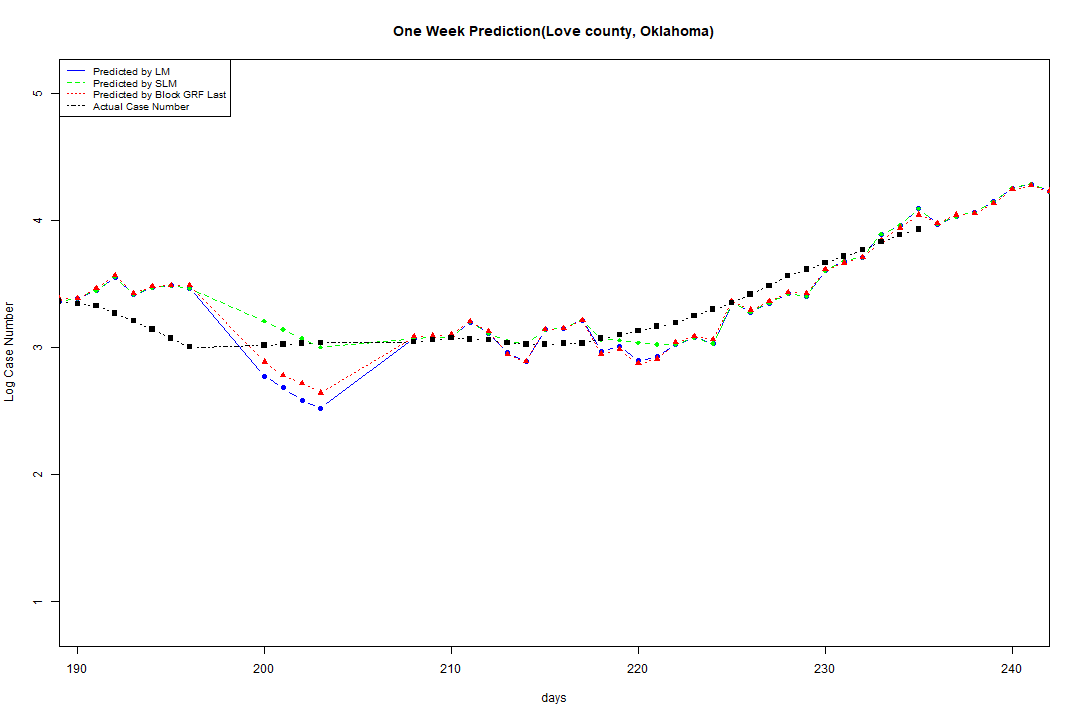 One Week Prediction(Love county, Oklahoma)
Predicted by LM
Predicted by SLM
Predicted by Block GRF Last
Actual Case Number
5
4
3
2
1
Log Case Number
190 200 210 220 230 240
days